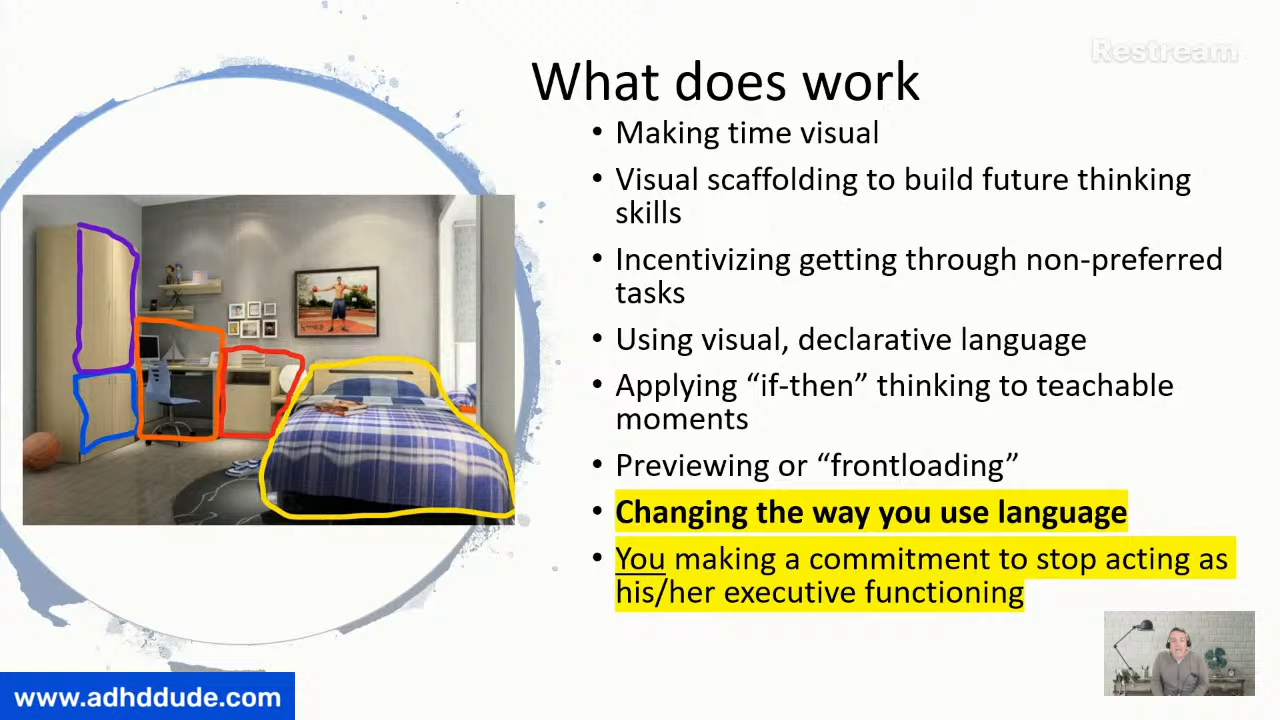 Restream
What does work
• Making time visual
• Visual scaffolding to build future thinking
skills
• Incentivizing getting through non-preferred
tasks
• Using visual, declarative language
• Applying “if-then” thinking to teachable
moments
• Previewing or “frontloading”
• Changing the way you use language
• You making a commitment to stop acting as
his/her executive functioning
www.adhddude.com